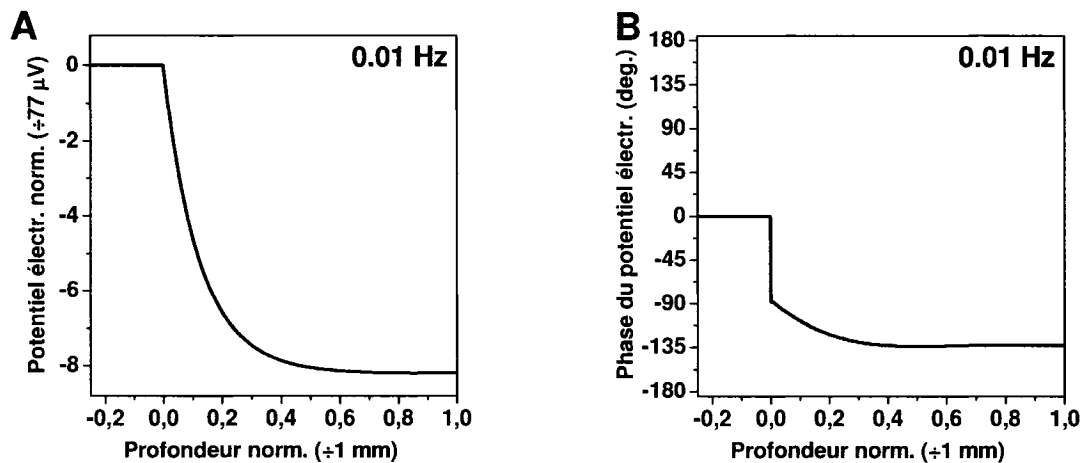 A
0.01 Hz
Potentiel électr. norm. (÷77 µV)
0
-2
-4
-6
-8
-0,2 0,0 0,2 0,4 0,6 0,8 1,0
Profondeur norm. (÷1 mm)
B
0.01 Hz
Phase du potentiel électr. (deg.)
180
135
90
45
0
-45
-90
-135
-180
-0,2 0,0 0,2 0,4 0,6 0,8 1,0
Profondeur norm. (÷1 mm)